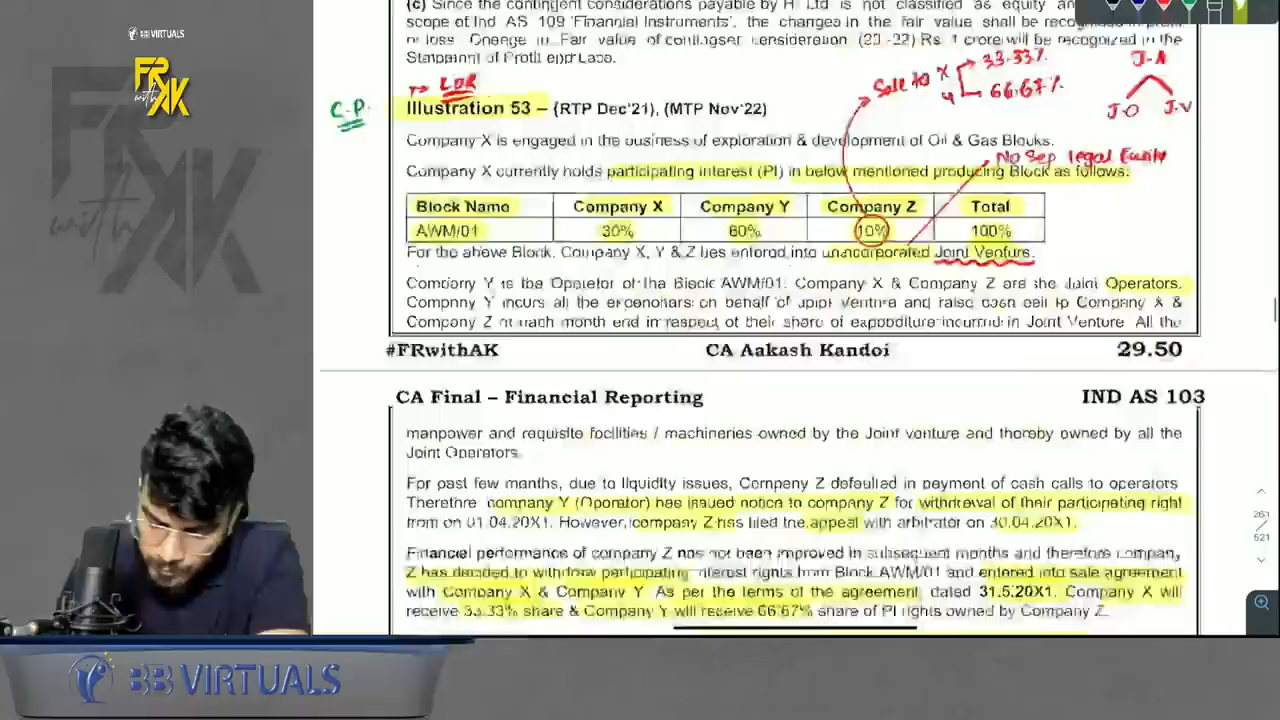 BB VIRTUALS
FR
with
AK
(c) Since the contingent considerations payable by H Ltd is not classified as equity
scope of Ind AS 109 'Financial Instruments', the changes in the fair value shall be
or loss. Change in Fair value of contingent consideration (23 -22) Rs. 1 crore will be recognized in the
Statement of Profit and Loss.
C.P.
→ LDR
Sale to X 33.33%
Y 66.67%
J-A
J-O J-V
Illustration 53 – (RTP Dec'21), (MTP Nov'22)
Company X is engaged in the business of exploration & development of Oil & Gas Blocks.
No Sep legal Entity
Company X currently holds participating interest (PI) in below mentioned producing Block as follows:
Block Name Company X Company Y Company Z Total
AWM/01 30% 60% 10% 100%
For the above Block, Company X, Y & Z has entered into unincorporated Joint Venture.
Company Y is the Operator of the Block AWM/01. Company X & Company Z are the Joint Operators.
Company Y incurs all the expenditure on behalf of Joint Venture and raise cash call to Company X &
Company Z at each month end in respect of their share of expenditure incurred in Joint Venture. All the
#FRwithAK CA Aakash Kandoi 29.50
CA Final – Financial Reporting IND AS 103
manpower and requisite facilities / machineries owned by the Joint venture and thereby owned by all the
Joint Operators.
For past few months, due to liquidity issues, Company Z defaulted in payment of cash calls to operators
Therefore company Y (Operator) has issued notice to company Z for withdrawal of their participating right
from on 01.04.20X1. However, company Z has filed the appeal with arbitrator on 30.04.20X1.
Financial performance of company Z has not been improved in subsequent months and therefore company
Z has decided to withdraw participating interest rights from Block AWM/01 and entered into sale agreement
with Company X & Company Y. As per the terms of the agreement, dated 31.5.20X1, Company X will
receive 33.33% share & Company Y will receive 66.67% share of PI rights owned by Company Z.
261
621
BB VIRTUALS